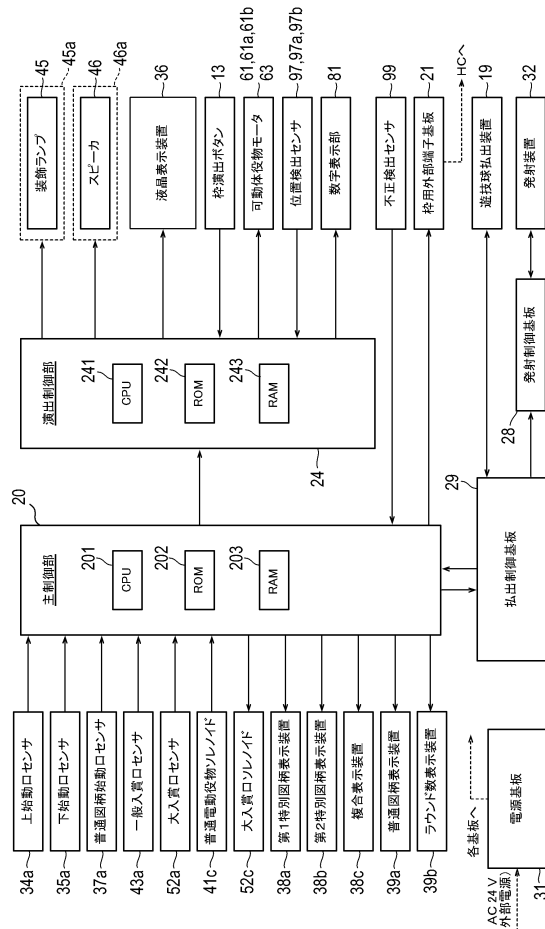 34a 上始動口センサ
35a 下始動口センサ
37a 普通図柄始動口センサ
43a 一般入賞口センサ
52a 大入賞口センサ
41c 普通電動役物ソレノイド
52c 大入賞口ソレノイド
38a 第1特別図柄表示装置
38b 第2特別図柄表示装置
38c 複合表示装置
39a 普通図柄表示装置
39b ラウンド数表示装置
20
主制御部
201
CPU
202
ROM
203
RAM
演出制御部
241
CPU
242
ROM
243
RAM
24
装飾ランプ 45
45a
スピーカ 46
46a
液晶表示装置 36
枠演出ボタン 13
可動体役物モータ 61,61a,61b
63
位置検出センサ 97,97a,97b
数字表示部 81
不正検出センサ 99
枠用外部端子基板 21
HCへ
遊技球払出装置 19
発射装置 32
28
発射制御基板
29
払出制御基板
各基板へ
電源基板
AC 24 V
外部電源)
31